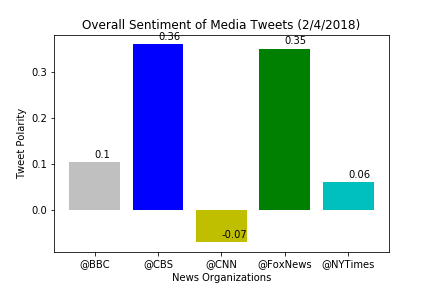 Overall Sentiment of Media Tweets (2/4/2018)
0.36
0.35
0.3
0.2
0.1
0.1
0.06
0.0
-0.07
Tweet Polarity
@BBC @CBS @CNN @FoxNews @NYTimes
News Organizations